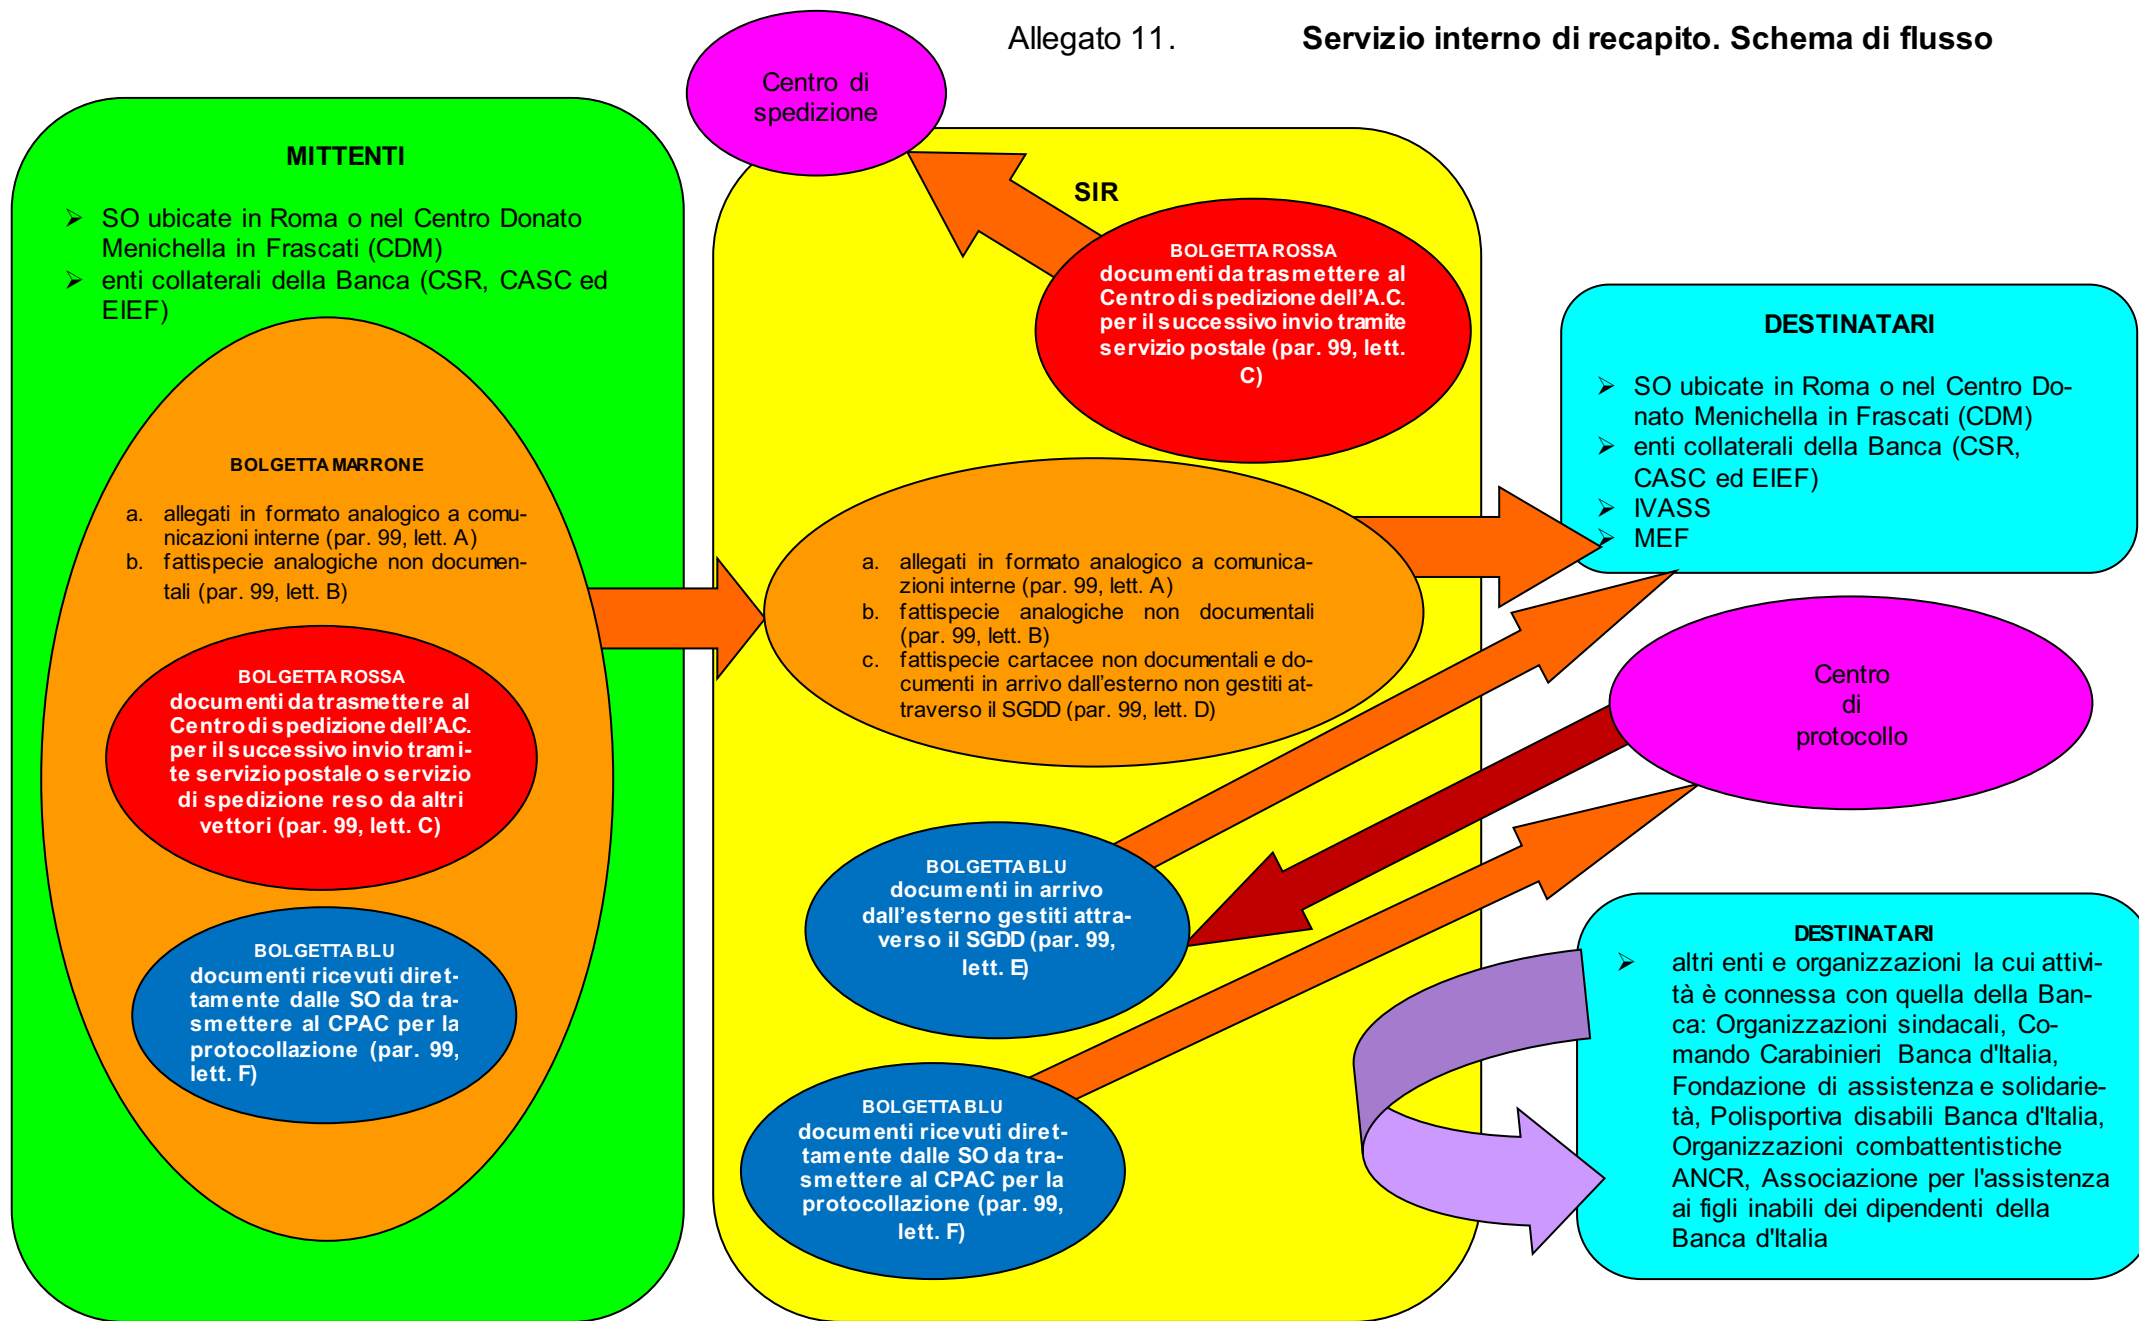 Allegato 11. Servizio interno di recapito. Schema di flusso
Centro di
spedizione
MITTENTI
➢ SO ubicate in Roma o nel Centro Donato
Menichella in Frascati (CDM)
➢ enti collaterali della Banca (CSR, CASC ed
EIEF)
BOLGETTA MARRONE
a. allegati in formato analogico a comu-
nicazioni interne (par. 99, lett. A)
b. fattispecie analogiche non documen-
tali (par. 99, lett. B)
BOLGETTA ROSSA
documenti da trasmettere al
Centro di spedizione dell’A.C.
per il successivo invio trami-
te servizio postale o servizio
di spedizione reso da altri
vettori (par. 99, lett. C)
BOLGETTA BLU
documenti ricevuti diret-
tamente dalle SO da tra-
smettere al CPAC per la
protocollazione (par. 99,
lett. F)
SIR
BOLGETTA ROSSA
documenti da trasmettere al
Centro di spedizione dell’A.C.
per il successivo invio tramite
servizio postale (par. 99, lett.
C)
a. allegati in formato analogico a comunica-
zioni interne (par. 99, lett. A)
b. fattispecie analogiche non documentali
(par. 99, lett. B)
c. fattispecie cartacee non documentali e do-
cumenti in arrivo dall’esterno non gestiti at-
traverso il SGDD (par. 99, lett. D)
BOLGETTA BLU
documenti in arrivo
dall’esterno gestiti attra-
verso il SGDD (par. 99,
lett. E)
BOLGETTA BLU
documenti ricevuti diret-
tamente dalle SO da tra-
smettere al CPAC per la
protocollazione (par. 99,
lett. F)
DESTINATARI
➢ SO ubicate in Roma o nel Centro Do-
nato Menichella in Frascati (CDM)
➢ enti collaterali della Banca (CSR,
CASC ed EIEF)
➢ IVASS
➢ MEF
Centro
di
protocollo
DESTINATARI
➢ altri enti e organizzazioni la cui attivi-
tà è connessa con quella della Ban-
ca: Organizzazioni sindacali, Co-
mando Carabinieri Banca d'Italia,
Fondazione di assistenza e solidarie-
tà, Polisportiva disabili Banca d'Italia,
Organizzazioni combattentistiche
ANCR, Associazione per l'assistenza
ai figli inabili dei dipendenti della
Banca d'Italia